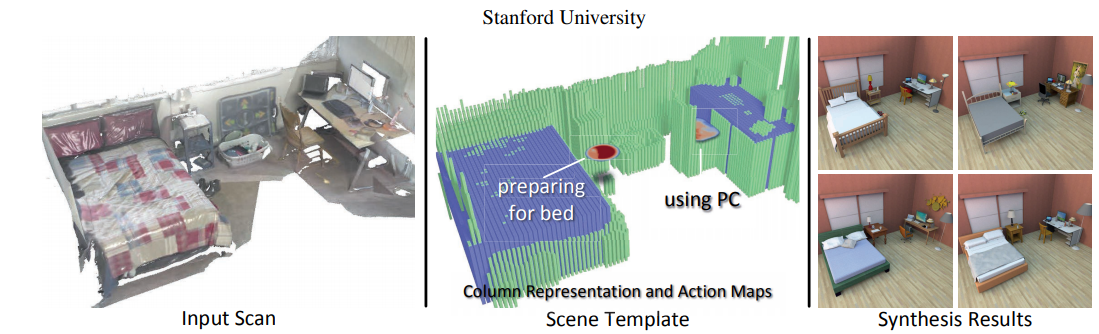 Stanford University
preparing
for bed
using PC
Column Representation and Action Maps
Input Scan
Scene Template
Synthesis Results